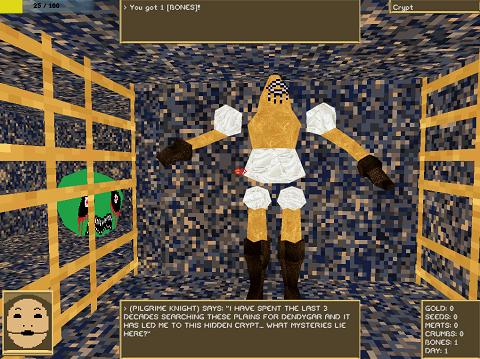 25 / 100
> You got 1 [BONES]!
Crypt
> (PILGRIME KNIGHT) SAYS: "I HAVE SPENT THE LAST 3
DECADES SEARCHING THESE PLAINS FOR DENDYGAR AND IT
HAS LED ME TO THIS HIDDEN CRYPT... WHAT MYSTERIES LIE
HERE?"
GOLD: 0
SEEDS: 0
MEATS: 0
CRUMBS: 0
BONES: 1
DAY: 1